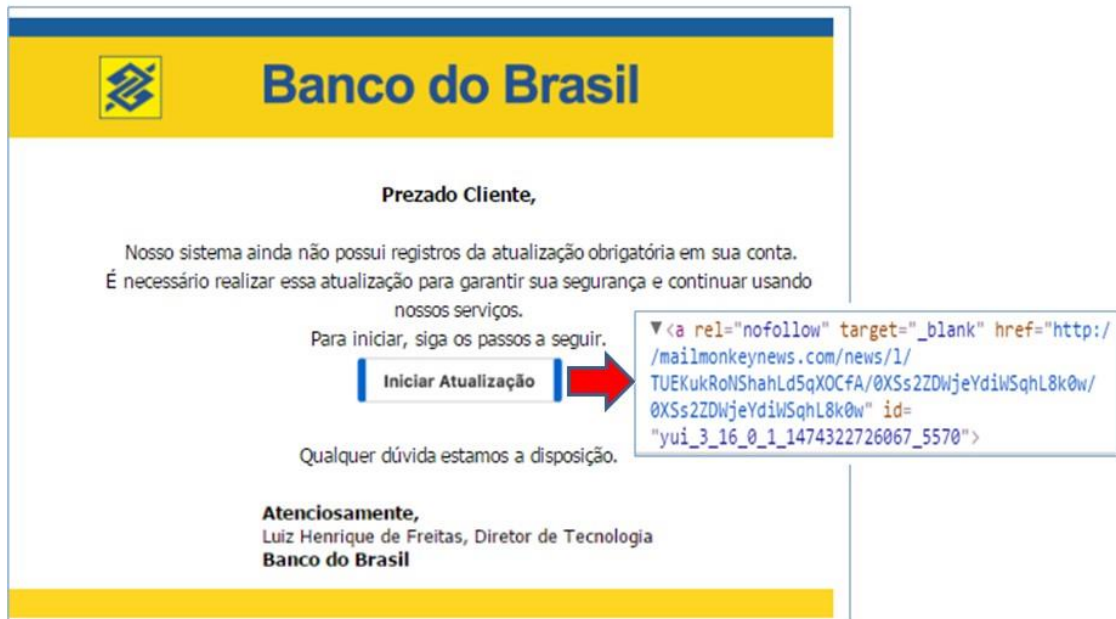 Banco do Brasil
Prezado Cliente,
Nosso sistema ainda não possui registros da atualização obrigatória em sua conta.
É necessário realizar essa atualização para garantir sua segurança e continuar usando
nossos serviços.
Para iniciar, siga os passos a seguir.
Iniciar Atualização
▼<a rel="nofollow" target="_blank" href="http:/
/mailmonkeynews.com/news/l/
TUEKukRoNShahLd5qXOCfA/0XSs2ZDWjeYdiWSqhL8k0w/
0XSs2ZDWjeYdiWSqhL8k0w" id=
"yui_3_16_0_1_1474322726067_5570">
Qualquer dúvida estamos a disposição.
Atenciosamente,
Luiz Henrique de Freitas, Diretor de Tecnologia
Banco do Brasil